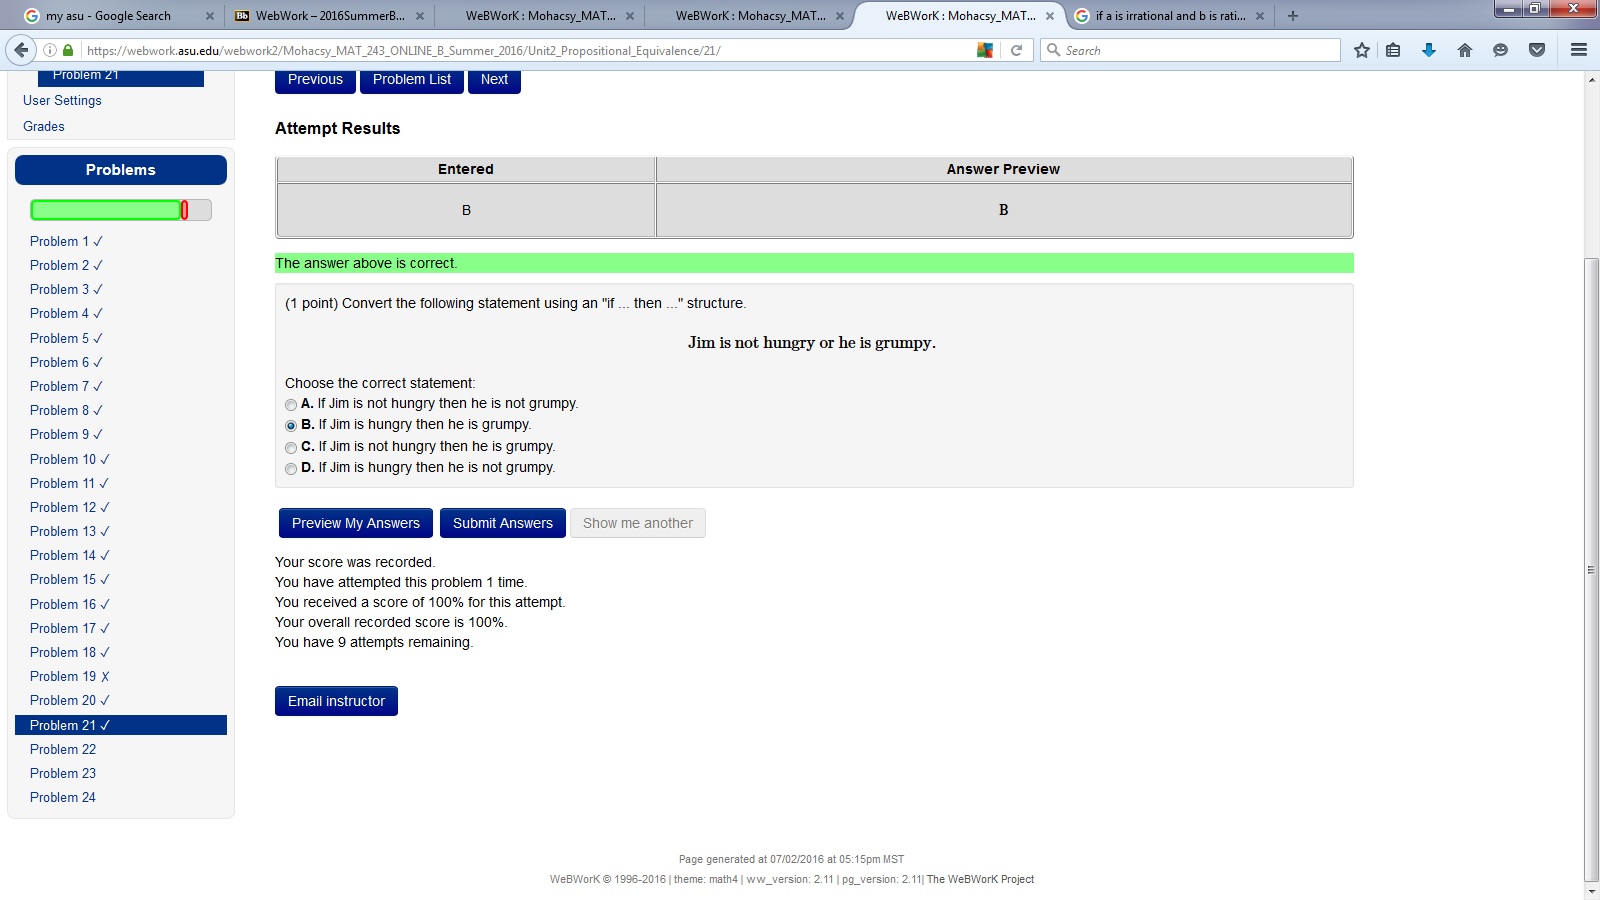 my asu - Google Search
WebWork – 2016SummerB...
WeBWorK : Mohacsy_MAT...
WeBWorK : Mohacsy_MAT...
WeBWorK : Mohacsy_MAT...
if a is irrational and b is rati...
https://webwork.asu.edu/webwork2/Mohacsy_MAT_243_ONLINE_B_Summer_2016/Unit2_Propositional_Equivalence/21/
Search
Problem 21
User Settings
Grades
Problems
Problem 1 ✓
Problem 2 ✓
Problem 3 ✓
Problem 4 ✓
Problem 5 ✓
Problem 6 ✓
Problem 7 ✓
Problem 8 ✓
Problem 9 ✓
Problem 10 ✓
Problem 11 ✓
Problem 12 ✓
Problem 13 ✓
Problem 14 ✓
Problem 15 ✓
Problem 16 ✓
Problem 17 ✓
Problem 18 ✓
Problem 19 ✗
Problem 20 ✓
Problem 21 ✓
Problem 22
Problem 23
Problem 24
Previous Problem List Next
Attempt Results
Entered Answer Preview
B B
The answer above is correct.
(1 point) Convert the following statement using an "if ... then ..." structure.
Jim is not hungry or he is grumpy.
Choose the correct statement:
A. If Jim is not hungry then he is not grumpy.
B. If Jim is hungry then he is grumpy.
C. If Jim is not hungry then he is grumpy.
D. If Jim is hungry then he is not grumpy.
Preview My Answers Submit Answers Show me another
Your score was recorded.
You have attempted this problem 1 time.
You received a score of 100% for this attempt.
Your overall recorded score is 100%.
You have 9 attempts remaining.
Email instructor
Page generated at 07/02/2016 at 05:15pm MST
WeBWorK © 1996-2016 | theme: math4 | ww_version: 2.11 | pg_version: 2.11| The WeBWorK Project